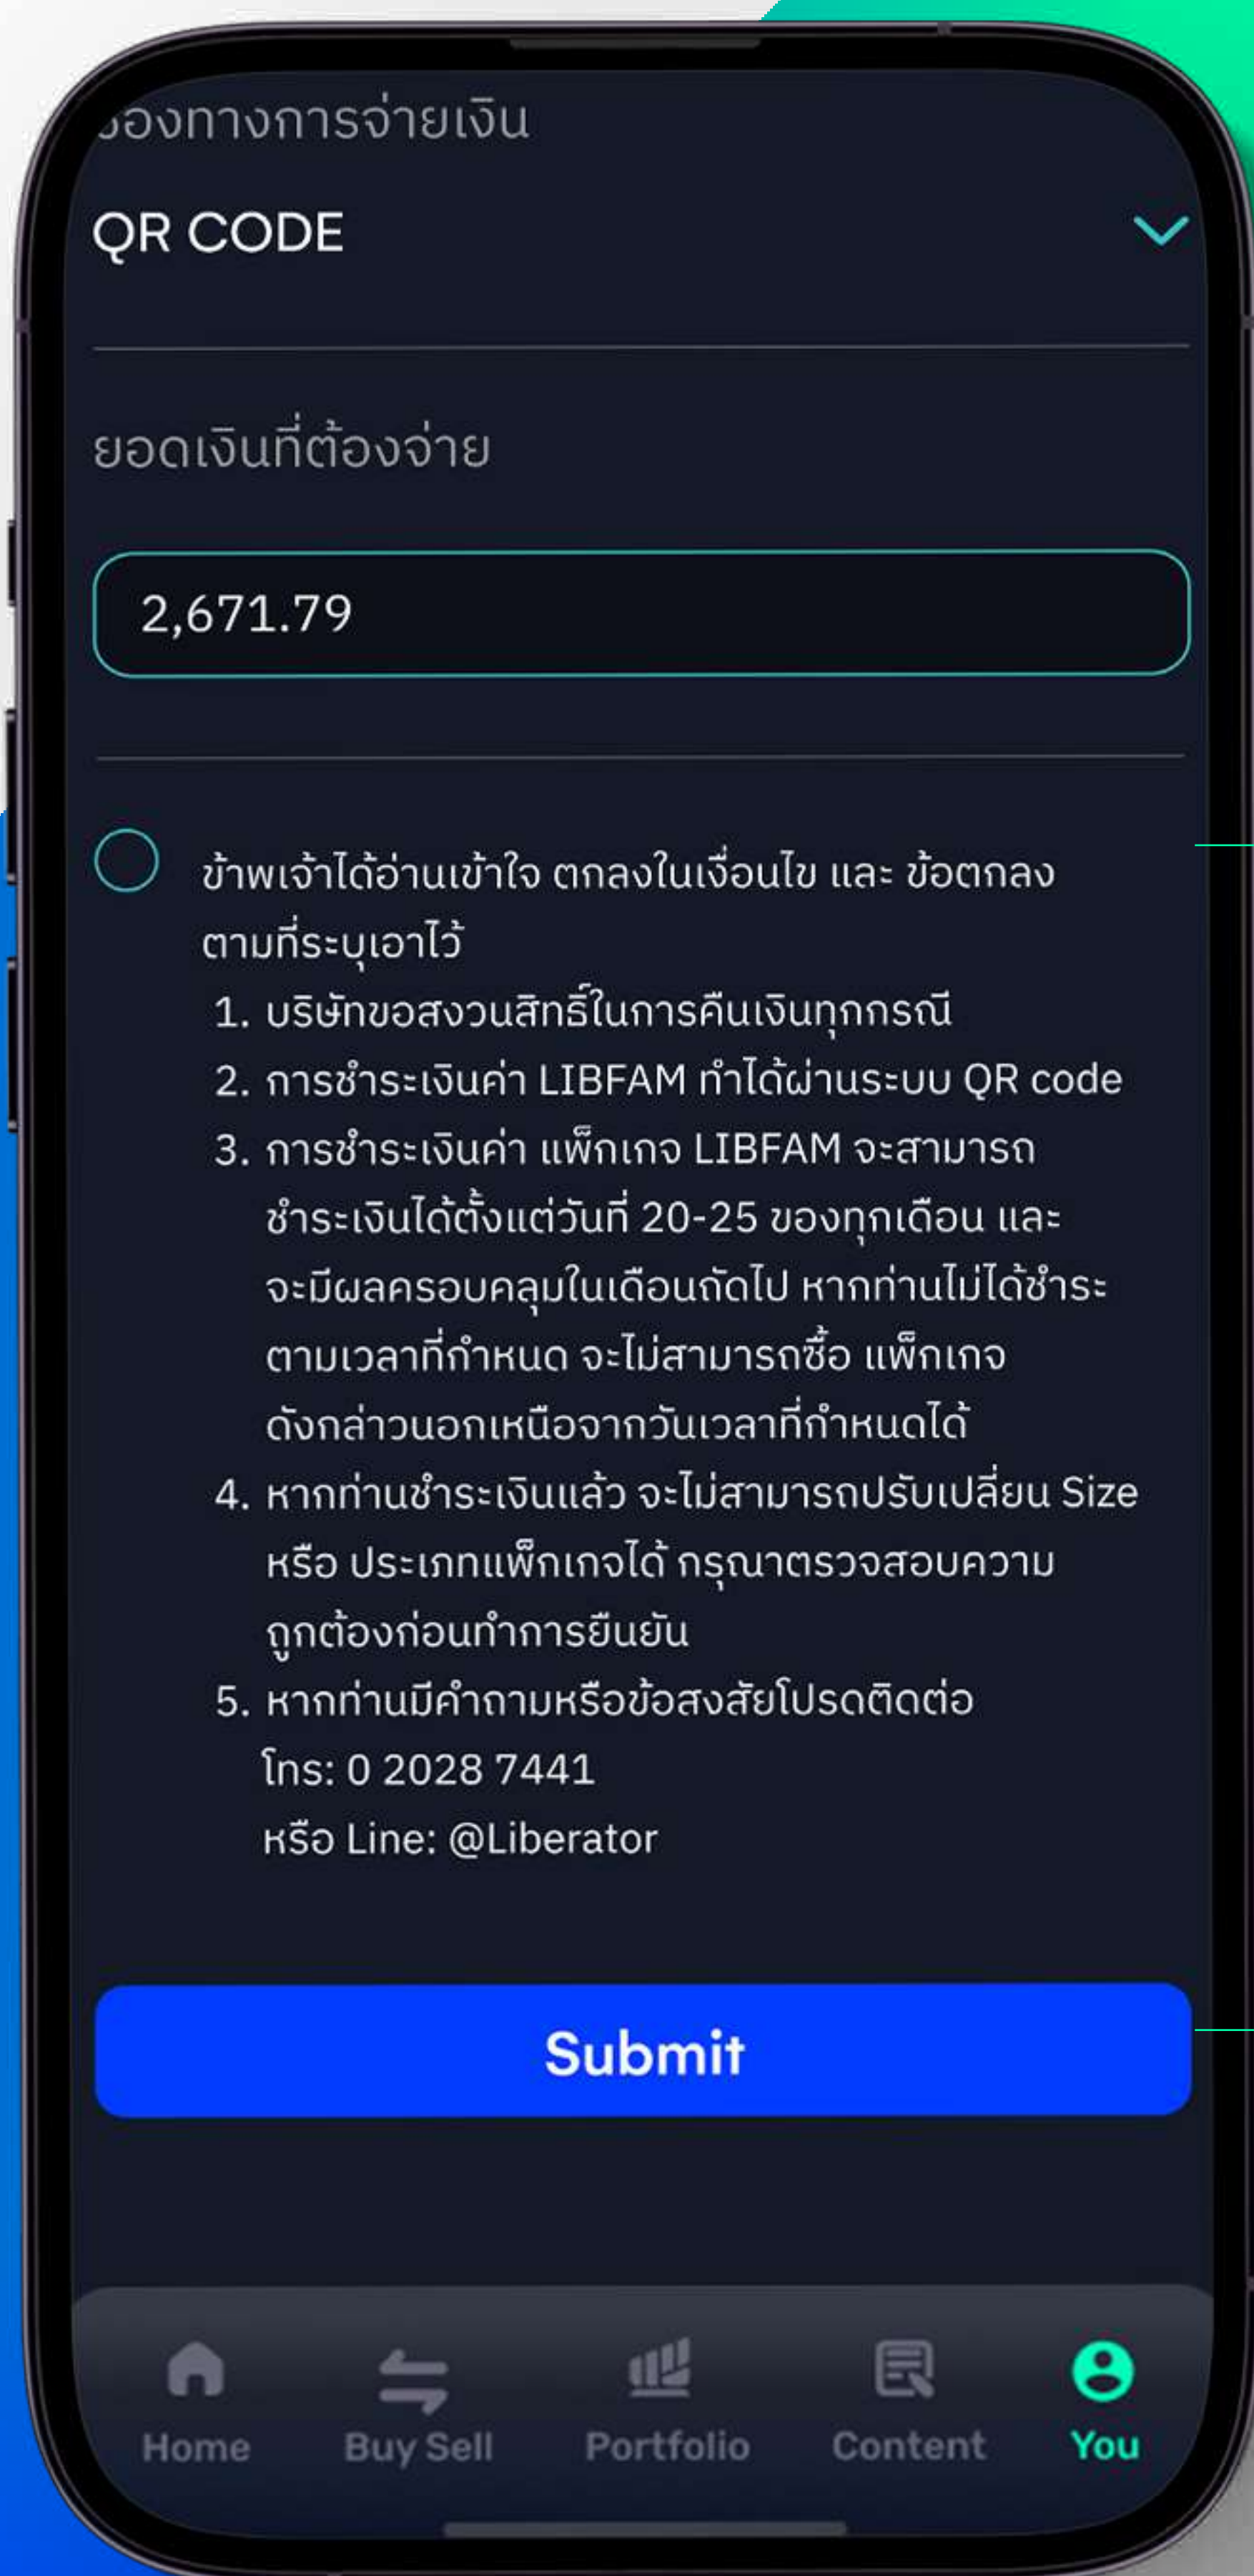 ช่องทางการจ่ายเงิน
QR CODE
ยอดเงินที่ต้องจ่าย
2,671.79
ข้าพเจ้าได้อ่านเข้าใจ ตกลงในเงื่อนไข และ ข้อตกลง
ตามที่ระบุเอาไว้
1. บริษัทขอสงวนสิทธิ์ในการคืนเงินทุกกรณี
2. การชำระเงินค่า LIBFAM ทำได้ผ่านระบบ QR code
3. การชำระเงินค่า แพ็กเกจ LIBFAM จะสามารถ
ชำระเงินได้ตั้งแต่วันที่ 20-25 ของทุกเดือน และ
จะมีผลครอบคลุมในเดือนถัดไป หากท่านไม่ได้ชำระ
ตามเวลาที่กำหนด จะไม่สามารถซื้อ แพ็กเกจ
ดังกล่าวนอกเหนือจากวันเวลาที่กำหนดได้
4. หากท่านชำระเงินแล้ว จะไม่สามารถปรับเปลี่ยน Size
หรือ ประเภทแพ็กเกจได้ กรุณาตรวจสอบความ
ถูกต้องก่อนทำการยืนยัน
5. หากท่านมีคำถามหรือข้อสงสัยโปรดติดต่อ
โทร: 0 2028 7441
หรือ Line: @Liberator
Submit
Home
Buy Sell
Portfolio
Content
You